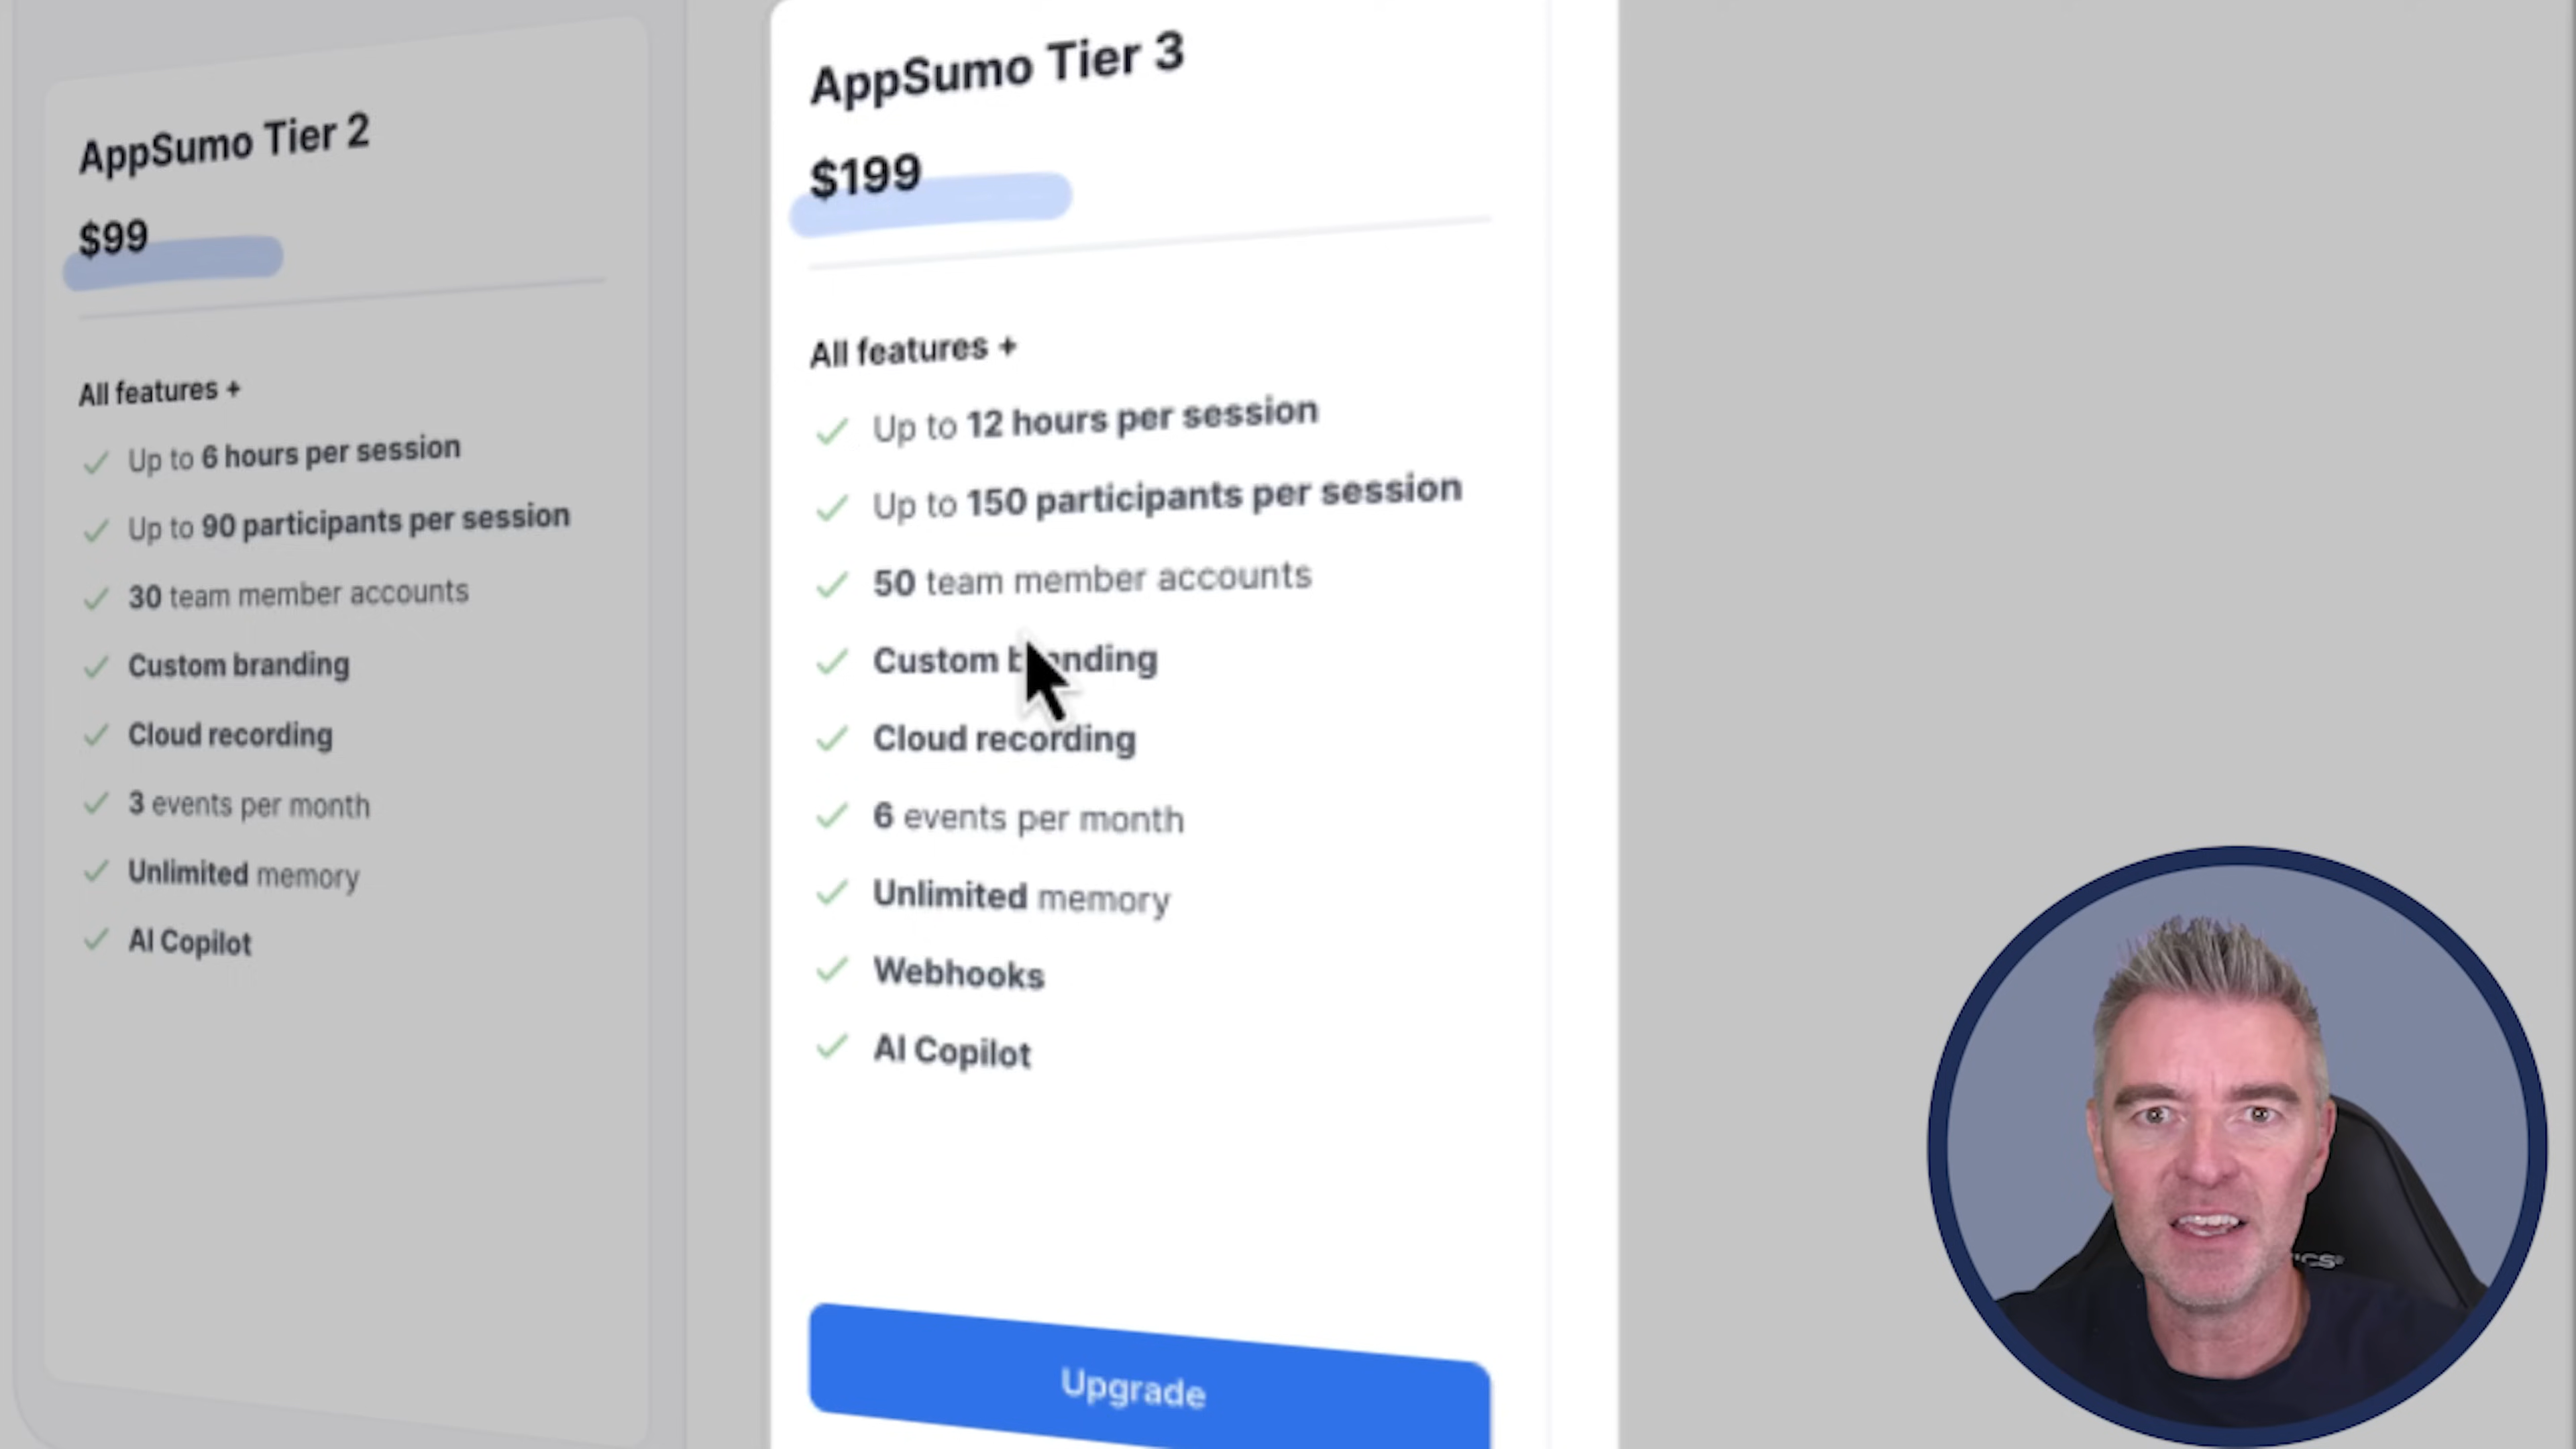 AppSumo Tier 2
$99
All features +
Up to 6 hours per session
Up to 90 participants per session
30 team member accounts
Custom branding
Cloud recording
3 events per month
Unlimited memory
AI Copilot
AppSumo Tier 3
$199
All features +
Up to 12 hours per session
Up to 150 participants per session
50 team member accounts
Custom branding
Cloud recording
6 events per month
Unlimited memory
Webhooks
AI Copilot
Upgrade